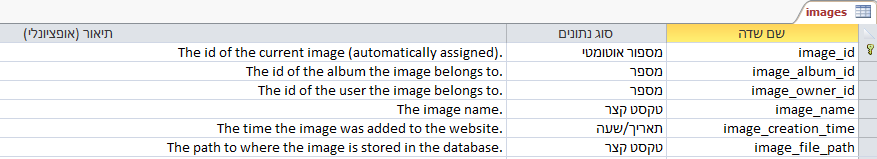 images
שם שדה סוג נתונים תיאור (אופציונלי)
image_id מספור אוטומטי The id of the current image (automatically assigned).
image_album_id מספר The id of the album the image belongs to.
image_owner_id מספר The id of the user the image belongs to.
image_name טקסט קצר The image name.
image_creation_time תאריך/שעה The time the image was added to the website.
image_file_path טקסט קצר The path to where the image is stored in the database.